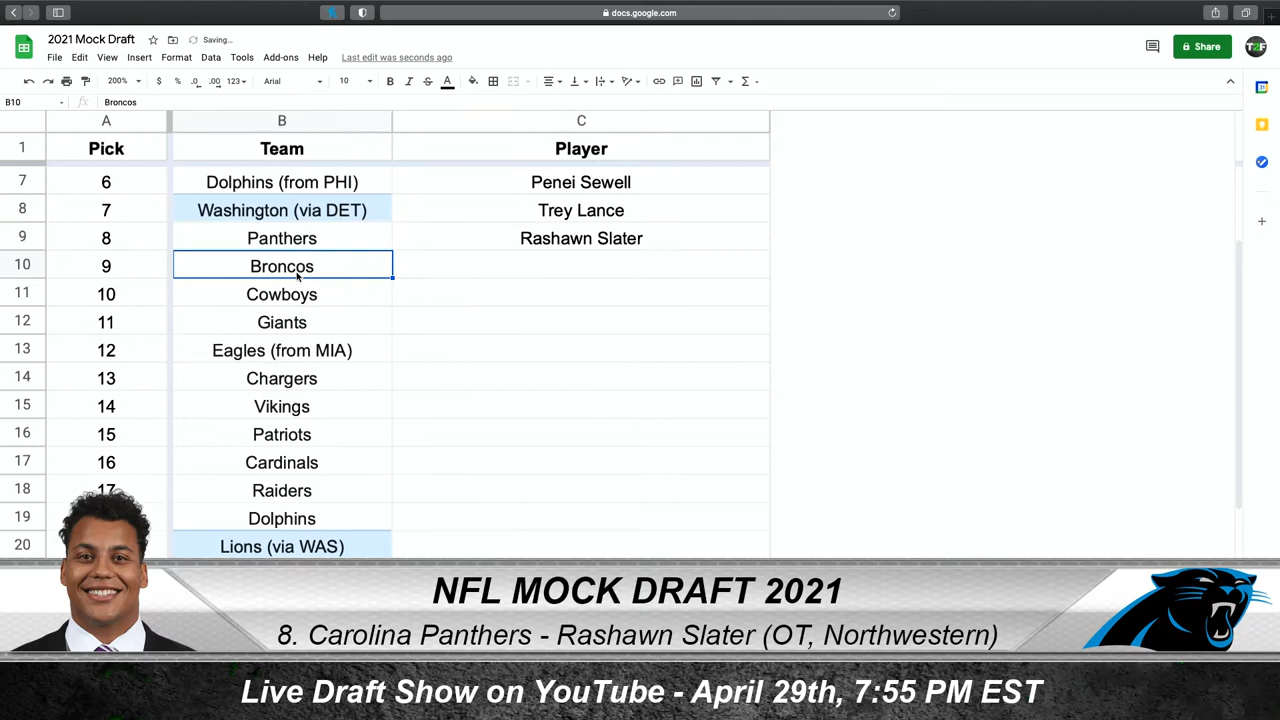 docs.google.com
2021 Mock Draft
Saving...
File Edit View Insert Format Data Tools Add-ons Help Last edit was seconds ago
Share
T2F
200% $ % .0 .00 123 Arial 10 B I S A
B10 fx Broncos
A B C
1 Pick Team Player
7 6 Dolphins (from PHI) Penei Sewell
8 7 Washington (via DET) Trey Lance
9 8 Panthers Rashawn Slater
10 9 Broncos
11 10 Cowboys
12 11 Giants
13 12 Eagles (from MIA)
14 13 Chargers
15 14 Vikings
16 15 Patriots
17 16 Cardinals
18 17 Raiders
19 Dolphins
20 Lions (via WAS)
NFL MOCK DRAFT 2021
8. Carolina Panthers - Rashawn Slater (OT, Northwestern)
Live Draft Show on YouTube - April 29th, 7:55 PM EST